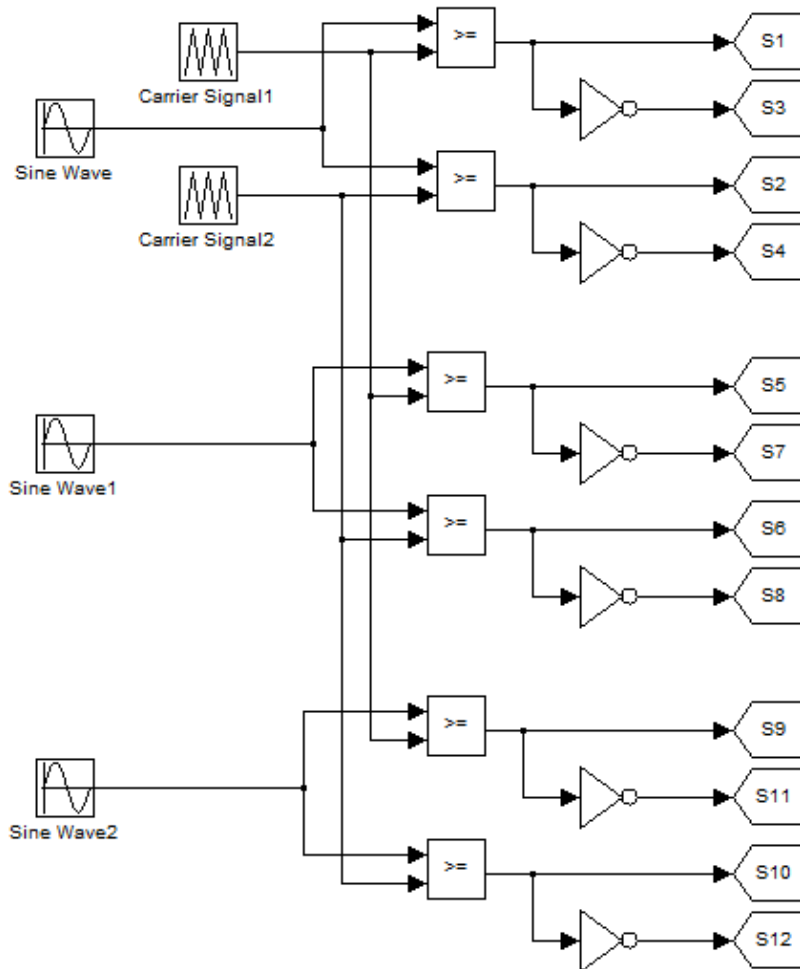 >=
S1
Carrier Signal1
S3
Sine Wave
>=
S2
Carrier Signal2
S4
>=
S5
S7
Sine Wave1
>=
S6
S8
>=
S9
S11
Sine Wave2
>=
S10
S12